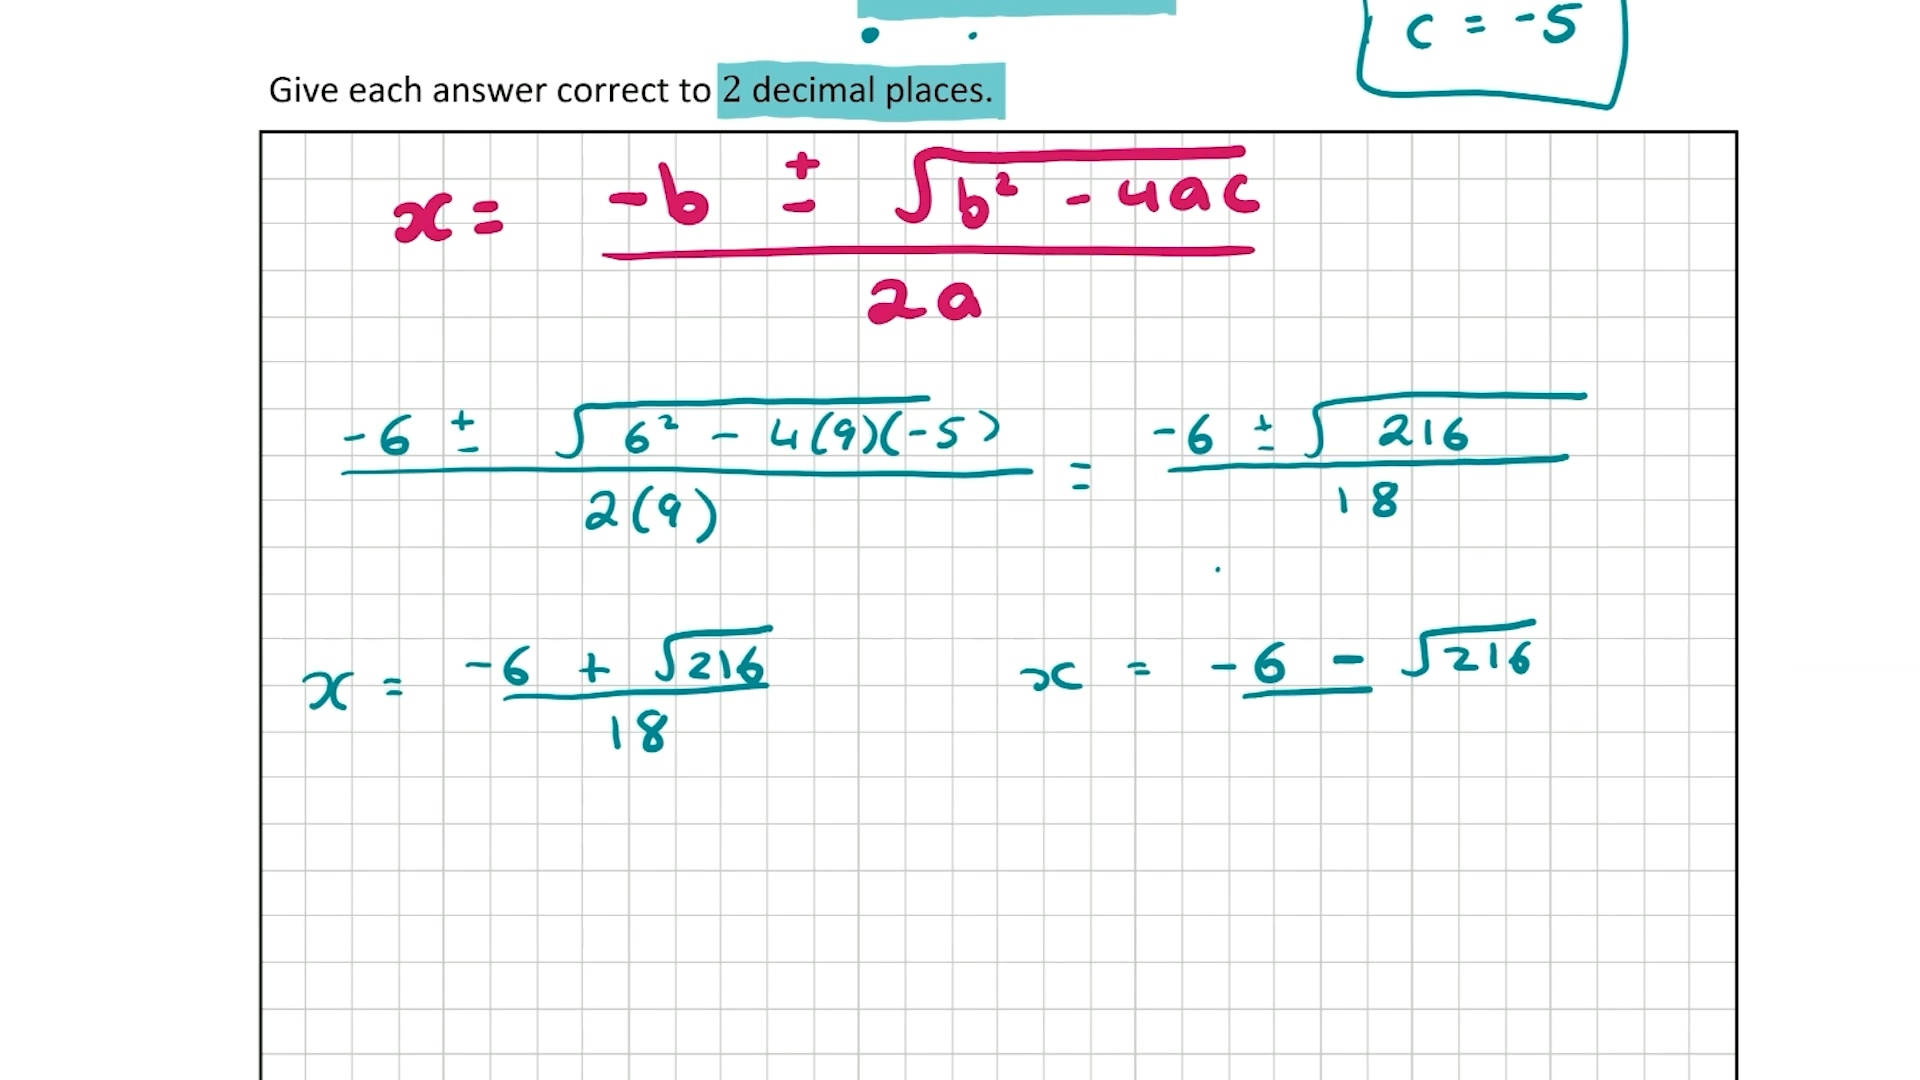 c = -5
Give each answer correct to 2 decimal places.
x = -b ± √b² - 4ac
2a
-6 ± √6² - 4(9)(-5) = -6 ± √216
2(9) 18
x = -6 + √216 x = -6 - √216
18